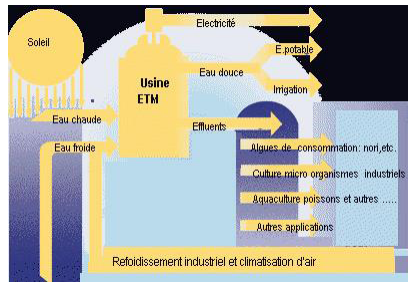 Electricité
Soleil
E.potable
Eau douce
Usine
ETM
Irrigation
Eau chaude
Effluents
Eau froide
Algues de consommation: nori,etc.
Culture micro organismes industriels
Aquaculture poissons et autres .....
Autres applications
Refoidissement industriel et climatisation d'air